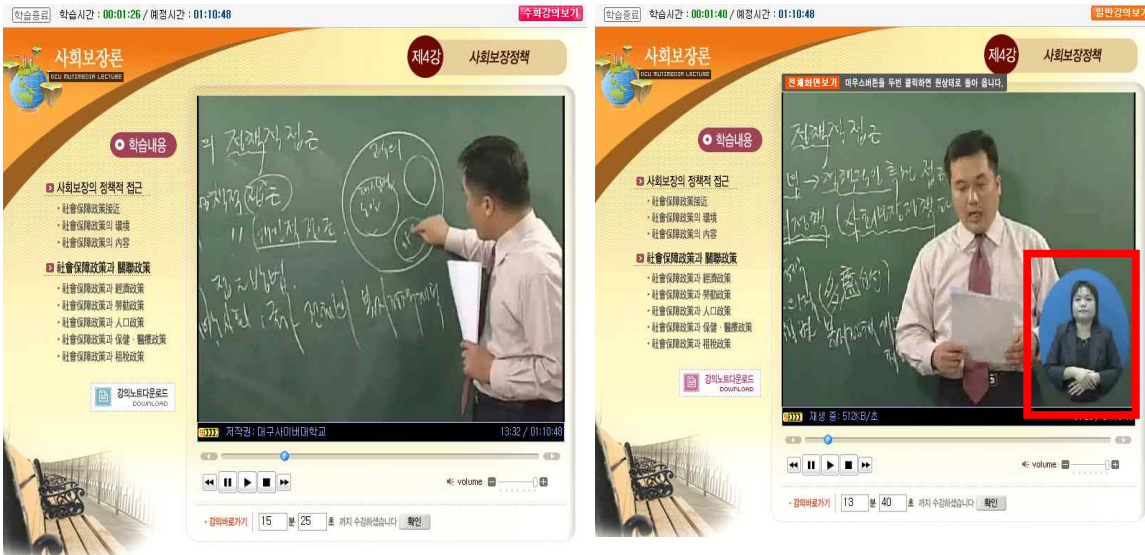 학습종료 학습시간 : 00:01:26 / 예정시간 : 01:10:48
수화강의보기
사회보장론
OCU MUTIMEDIA LECTURE
제4강 사회보장정책
학습내용
사회보장의 정책적 접근
· 社會保障政策接近
· 社會保障政策의 環境
· 社會保障政策의 內容
社會保障政策과 關聯政策
· 社會保障政策과 經濟政策
· 社會保障政策과 勞動政策
· 社會保障政策과 人口政策
· 社會保障政策과 保健 · 醫療政策
· 社會保障政策과 租稅政策
강의노트다운로드
DOWNLOAD
의 정책적 접근
저작권: 대구사이버대학교 13:32 / 01:10:48
volume
· 강의바로가기 15 분 25 초 까지 수강하셨습니다 확인
학습종료 학습시간 : 00:01:40 / 예정시간 : 01:10:48
일반강의보기
사회보장론
OCU MUTIMEDIA LECTURE
제4강 사회보장정책
전체화면보기 마우스버튼을 두번 클릭하면 원상태로 돌아 옵니다.
학습내용
사회보장의 정책적 접근
· 社會保障政策接近
· 社會保障政策의 環境
· 社會保障政策의 內容
社會保障政策과 關聯政策
· 社會保障政策과 經濟政策
· 社會保障政策과 勞動政策
· 社會保障政策과 人口政策
· 社會保障政策과 保健 · 醫療政策
· 社會保障政策과 租稅政策
강의노트다운로드
DOWNLOAD
정책적 접근
재생 중: 512KB/초
volume
· 강의바로가기 13 분 40 초 까지 수강하셨습니다 확인